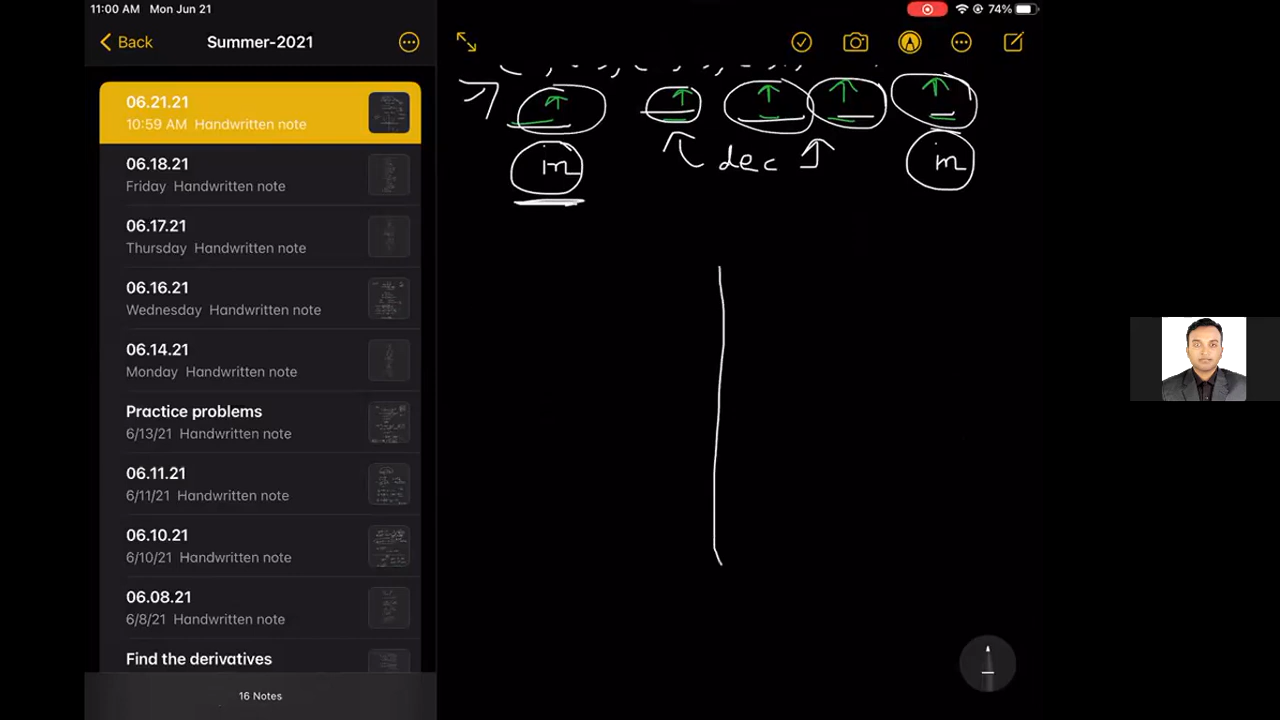 11:00 AM Mon Jun 21
74%
Back
Summer-2021
06.21.21
10:59 AM Handwritten note
06.18.21
Friday Handwritten note
06.17.21
Thursday Handwritten note
06.16.21
Wednesday Handwritten note
06.14.21
Monday Handwritten note
Practice problems
6/13/21 Handwritten note
06.11.21
6/11/21 Handwritten note
06.10.21
6/10/21 Handwritten note
06.08.21
6/8/21 Handwritten note
Find the derivatives
16 Notes
in dec in